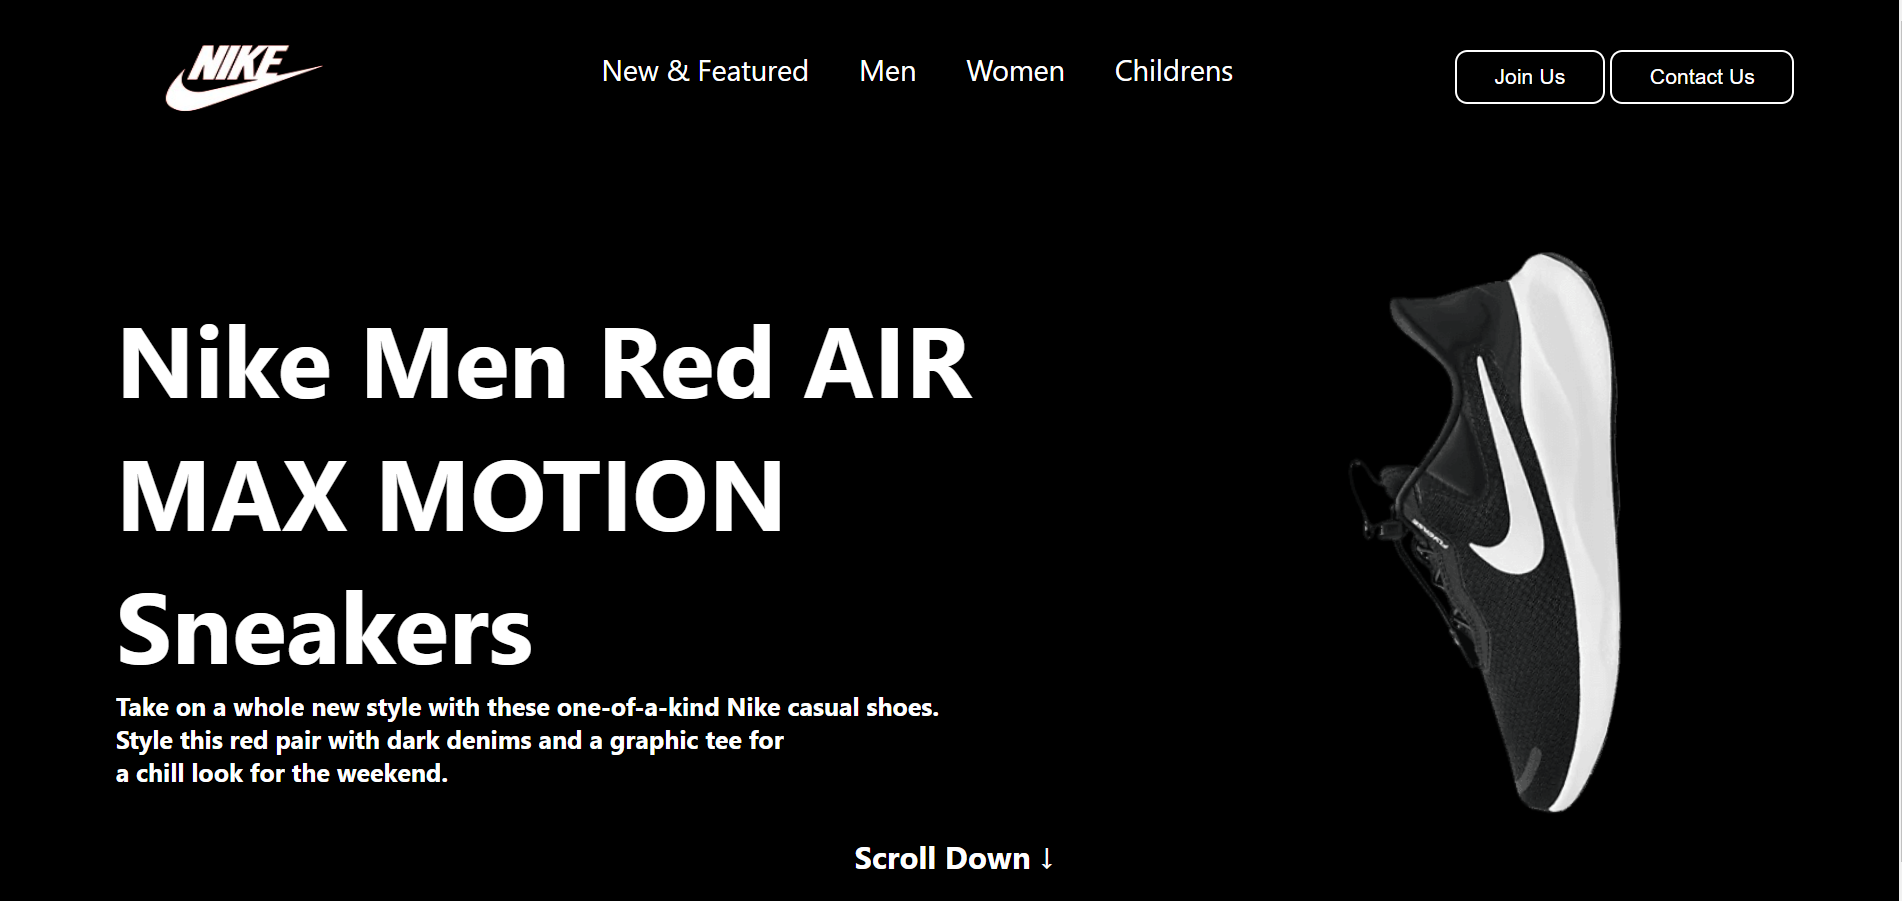 NIKE
New & Featured
Men
Women
Childrens
Join Us
Contact Us
Nike Men Red AIR
MAX MOTION
Sneakers
Take on a whole new style with these one-of-a-kind Nike casual shoes.
Style this red pair with dark denims and a graphic tee for
a chill look for the weekend.
Scroll Down ↓